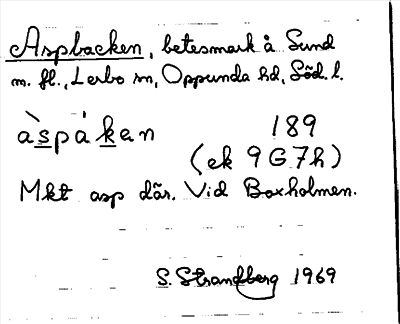 Aspbacken, betesmark å Sund
m. fl., Lerbo sn, Oppunda hd, Söd. l.
àspákan 189
(ek 9G7h)
Mkt asp där. Vid Boxholmen.
S. Strandberg 1969